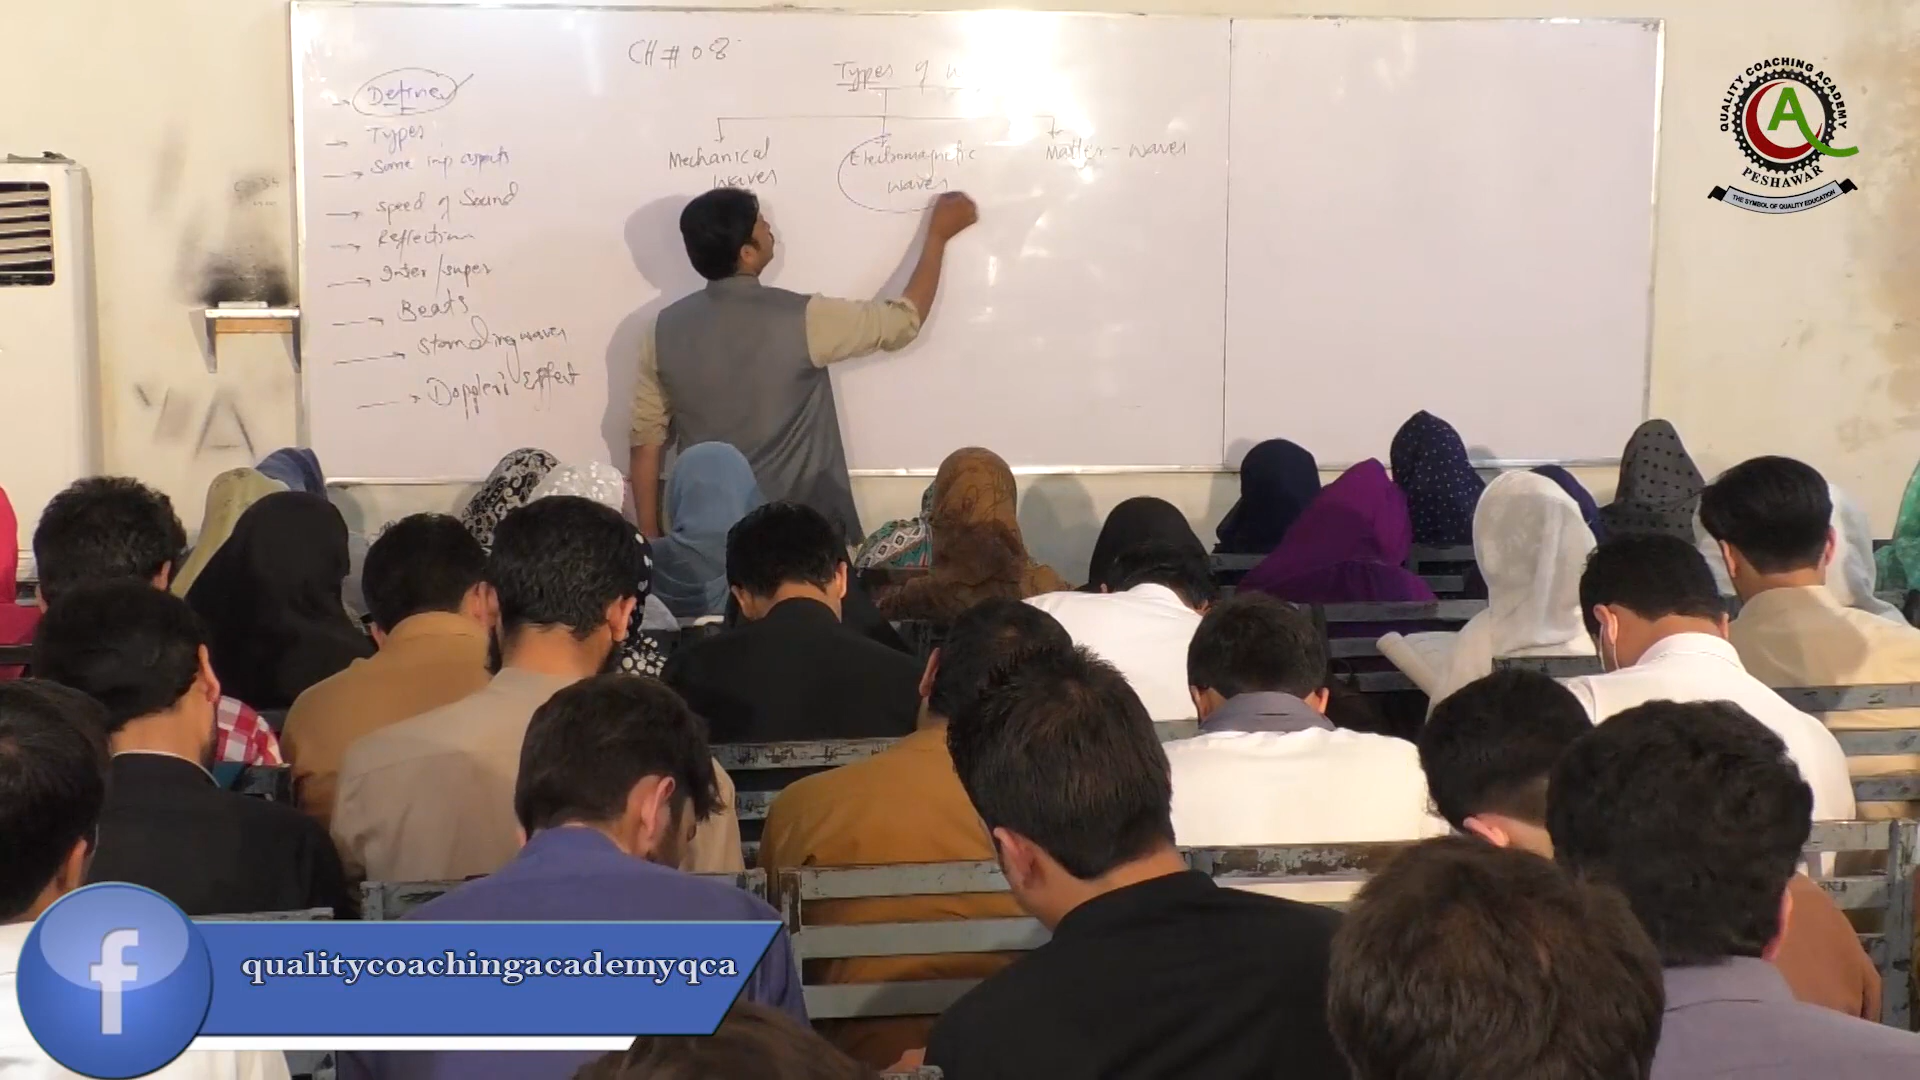 CH # 08
Define
Types
Some imp aspects
Speed of Sound
Reflection
Inter/super
Beats
Standing waves
Doppler's Effect
Types of w
Mechanical
waves
Electromagnetic
waves
Matter-waves
QUALITY COACHING ACADEMY
PESHAWAR
THE SYMBOL OF QUALITY EDUCATION
f
qualitycoachingacademyqca